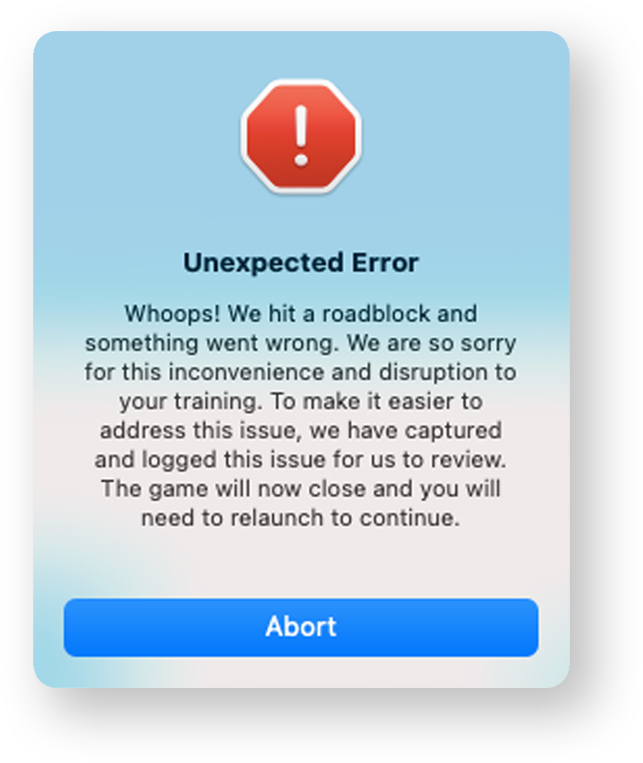 Unexpected Error
Whoops! We hit a roadblock and
something went wrong. We are so sorry
for this inconvenience and disruption to
your training. To make it easier to
address this issue, we have captured
and logged this issue for us to review.
The game will now close and you will
need to relaunch to continue.
Abort